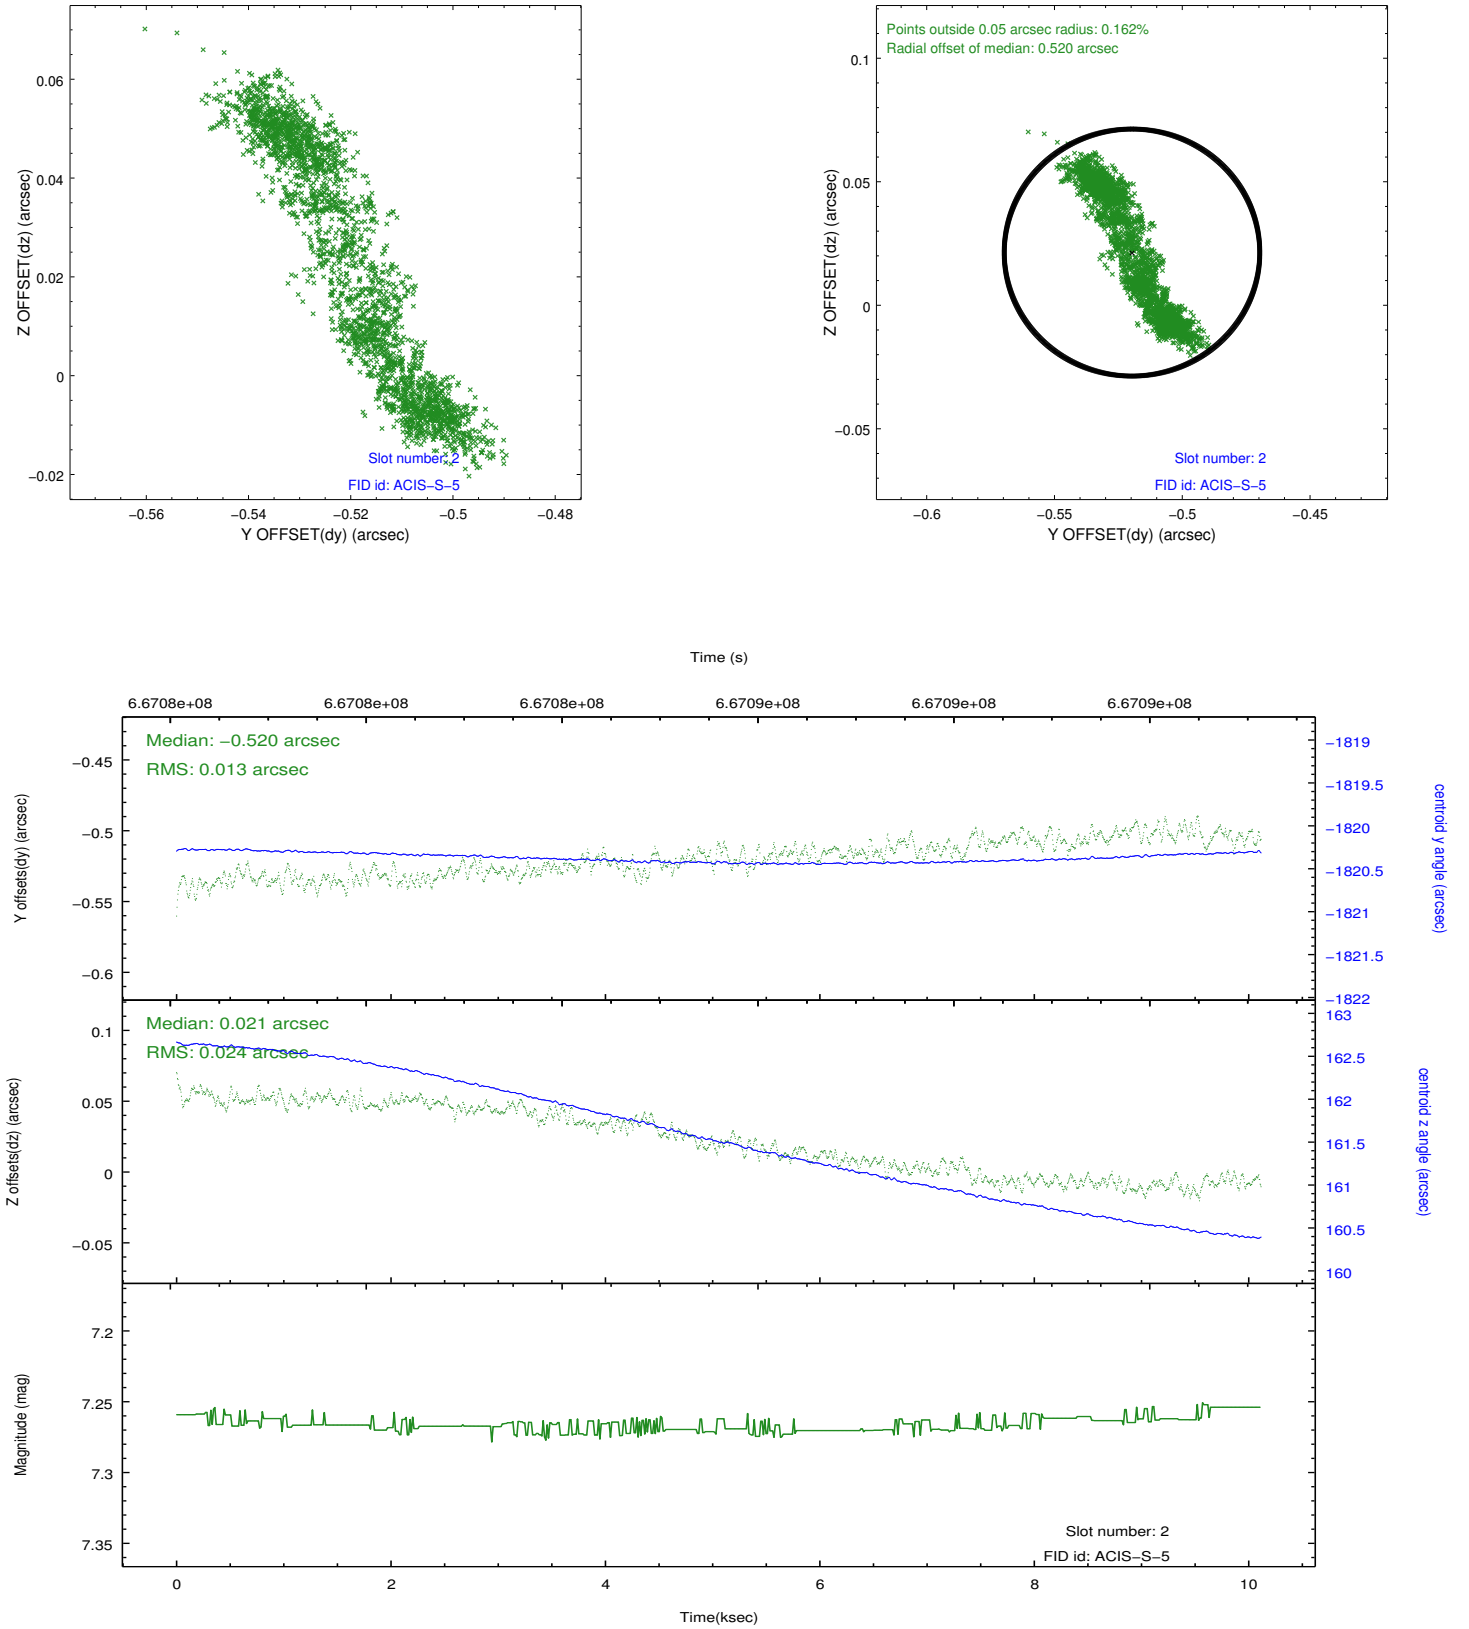 0.06
0.04
0.02
0
−0.02
Z OFFSET(dz) (arcsec)
Slot number: 2
FID id: ACIS−S−5
−0.56
−0.54
−0.52
−0.5
−0.48
Y OFFSET(dy) (arcsec)
Points outside 0.05 arcsec radius: 0.162%
Radial offset of median: 0.520 arcsec
0.1
0.05
0
−0.05
Z OFFSET(dz) (arcsec)
Slot number: 2
FID id: ACIS−S−5
−0.6
−0.55
−0.5
−0.45
Y OFFSET(dy) (arcsec)
Time (s)
6.6708e+08
6.6708e+08
6.6708e+08
6.6709e+08
6.6709e+08
6.6709e+08
Median: −0.520 arcsec
RMS: 0.013 arcsec
−0.45
−0.5
−0.55
−0.6
Y offsets(dy) (arcsec)
−1819
−1819.5
−1820
−1820.5
−1821
−1821.5
−1822
centroid y angle (arcsec)
Median: 0.021 arcsec
RMS: 0.024 arcsec
0.1
0.05
0
−0.05
Z offsets(dz) (arcsec)
163
162.5
162
161.5
161
160.5
160
centroid z angle (arcsec)
7.2
7.25
7.3
7.35
Magnitude (mag)
Slot number: 2
FID id: ACIS−S−5
0
2
4
6
8
10
Time(ksec)